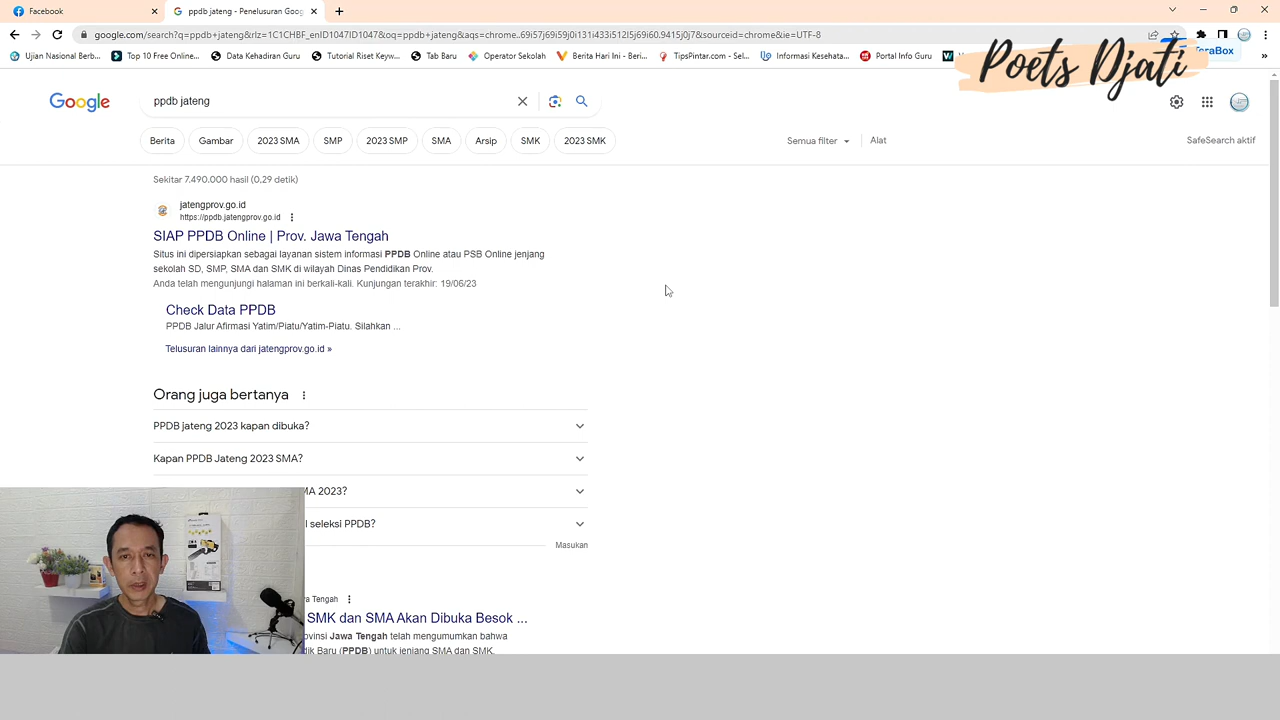 Facebook
ppdb jateng - Penelusuran Goog
google.com/search?q=ppdb+jateng&rlz=1C1CHBF_enID1047ID1047&oq=ppdb+jateng&aqs=chrome..69i57j69i59j0i131i433i512l5j69i60.9415j0j7&sourceid=chrome&ie=UTF-8
Ujian Nasional Berb...
Top 10 Free Online...
Data Kehadiran Guru
Tutorial Riset Keyw...
Tab Baru
Operator Sekolah
Berita Hari Ini - Beri...
TipsPintar.com - Sel...
Informasi Kesehata...
Portal Info Guru
Poets Djati
Google
ppdb jateng
Berita
Gambar
2023 SMA
SMP
2023 SMP
SMA
Arsip
SMK
2023 SMK
Semua filter
Alat
SafeSearch aktif
Sekitar 7.490.000 hasil (0,29 detik)
jatengprov.go.id
https://ppdb.jatengprov.go.id
SIAP PPDB Online | Prov. Jawa Tengah
Situs ini dipersiapkan sebagai layanan sistem informasi PPDB Online atau PSB Online jenjang
sekolah SD, SMP, SMA dan SMK di wilayah Dinas Pendidikan Prov.
Anda telah mengunjungi halaman ini berkali-kali. Kunjungan terakhir: 19/06/23
Check Data PPDB
PPDB Jalur Afirmasi Yatim/Piatu/Yatim-Piatu. Silahkan ...
Telusuran lainnya dari jatengprov.go.id »
Orang juga bertanya
PPDB jateng 2023 kapan dibuka?
Kapan PPDB Jateng 2023 SMA?
MA 2023?
l seleksi PPDB?
Masukan
Tengah
SMK dan SMA Akan Dibuka Besok ...
ovinsi Jawa Tengah telah mengumumkan bahwa
dik Baru (PPDB) untuk jenjang SMA dan SMK.